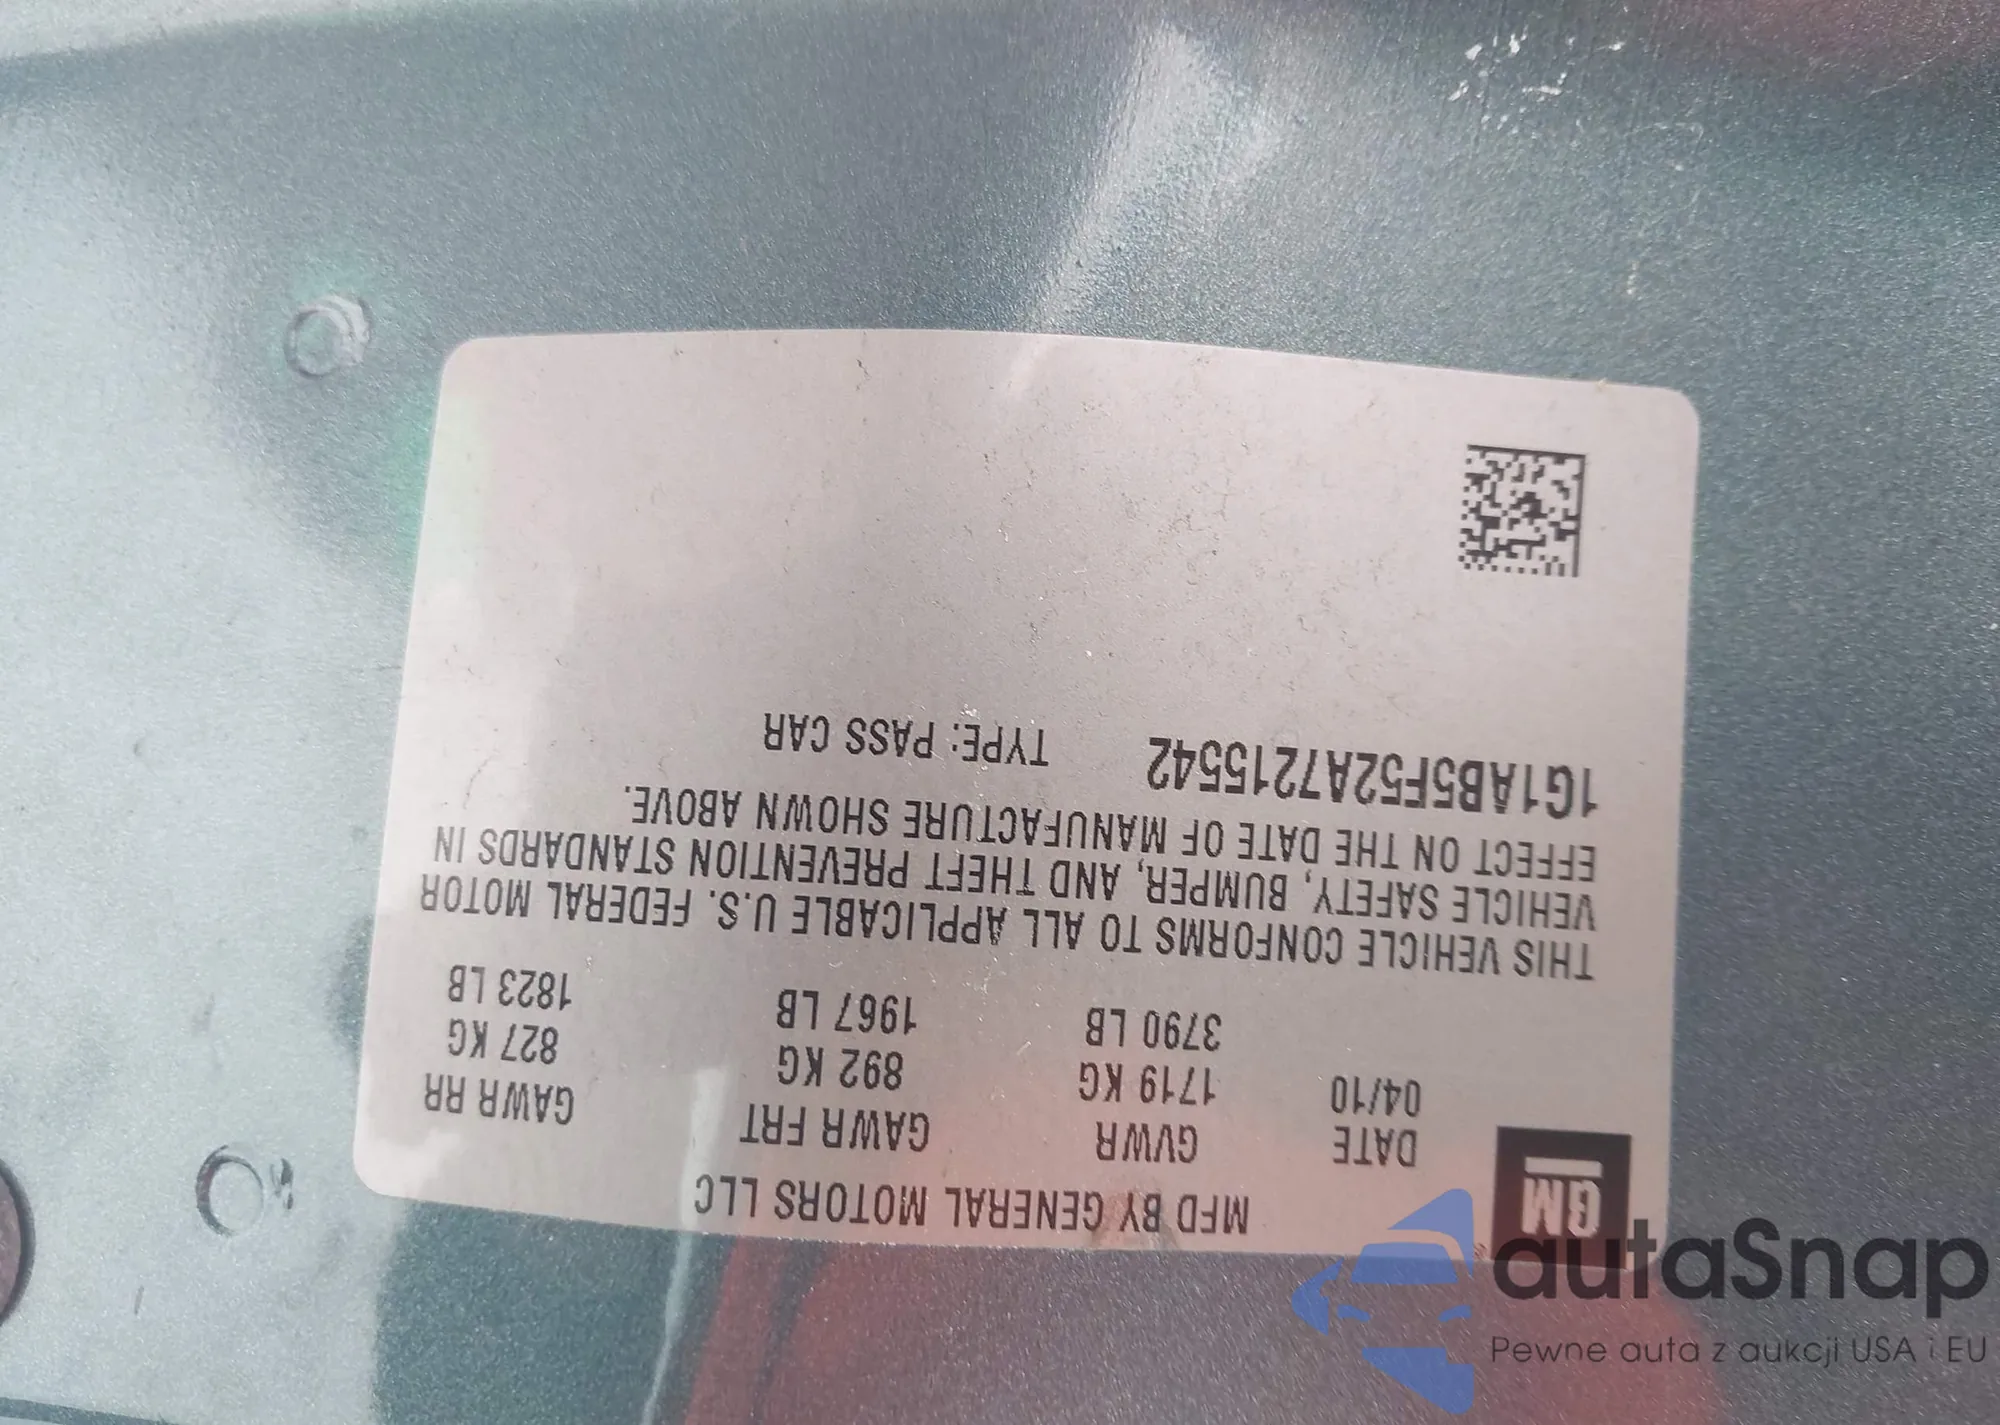 GM
MFD BY GENERAL MOTORS LLC
DATE GVWR GAWR FRT GAWR RR
04/10 1719 KG 892 KG 827 KG
3790 LB 1967 LB 1823 LB
THIS VEHICLE CONFORMS TO ALL APPLICABLE U.S. FEDERAL MOTOR
VEHICLE SAFETY, BUMPER, AND THEFT PREVENTION STANDARDS IN
EFFECT ON THE DATE OF MANUFACTURE SHOWN ABOVE.
1G1AB5F52A7215542 TYPE: PASS CAR
autaSnap
Pewne auta z aukcji USA i EU